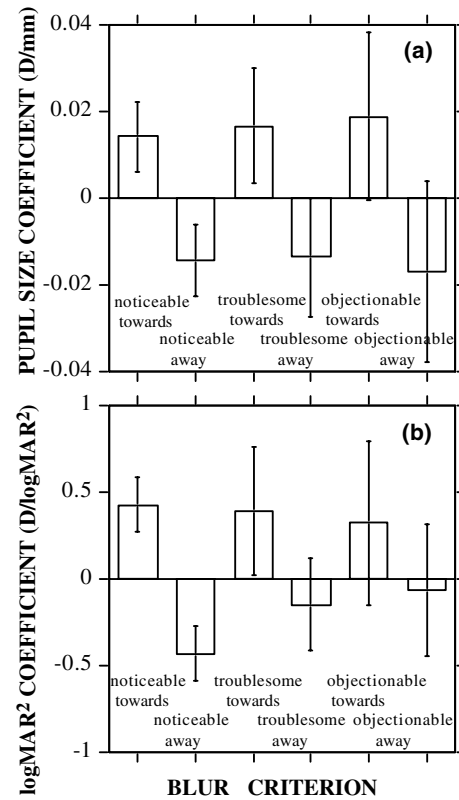 PUPIL SIZE COEFFICIENT (D/mm)
0.04
0.02
0
-0.02
-0.04
(a)
noticeable
towards
noticeable
away
troublesome
towards
troublesome
away
objectionable
towards
objectionable
away
logMAR² COEFFICIENT (D/logMAR²)
1
0.5
0
-0.5
-1
(b)
noticeable
towards
noticeable
away
troublesome
towards
troublesome
away
objectionable
towards
objectionable
away
BLUR CRITERION